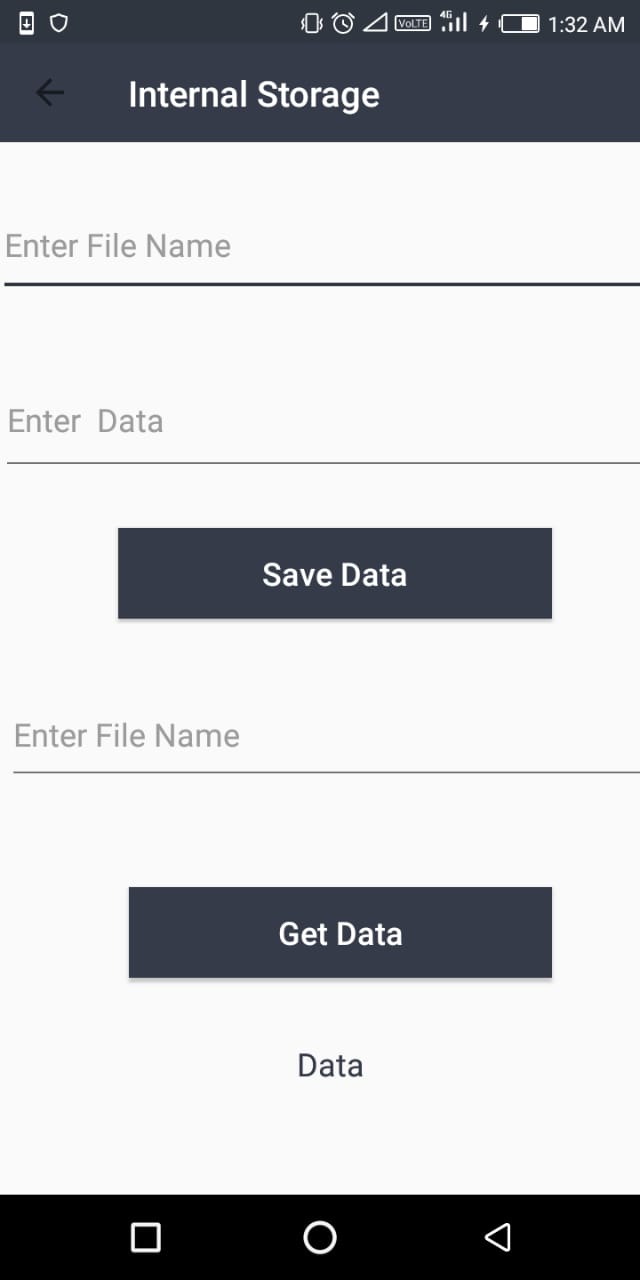 VoLTE 4G 1:32 AM
Internal Storage
Enter File Name
Enter  Data
Save Data
Enter File Name
Get Data
Data